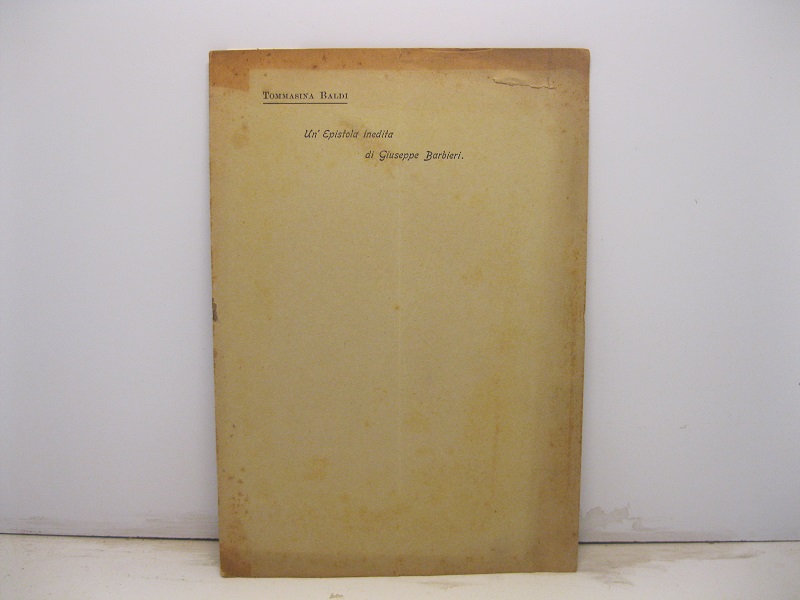 Tommasina Baldi
Un' Epistola inedita
di Giuseppe Barbieri.